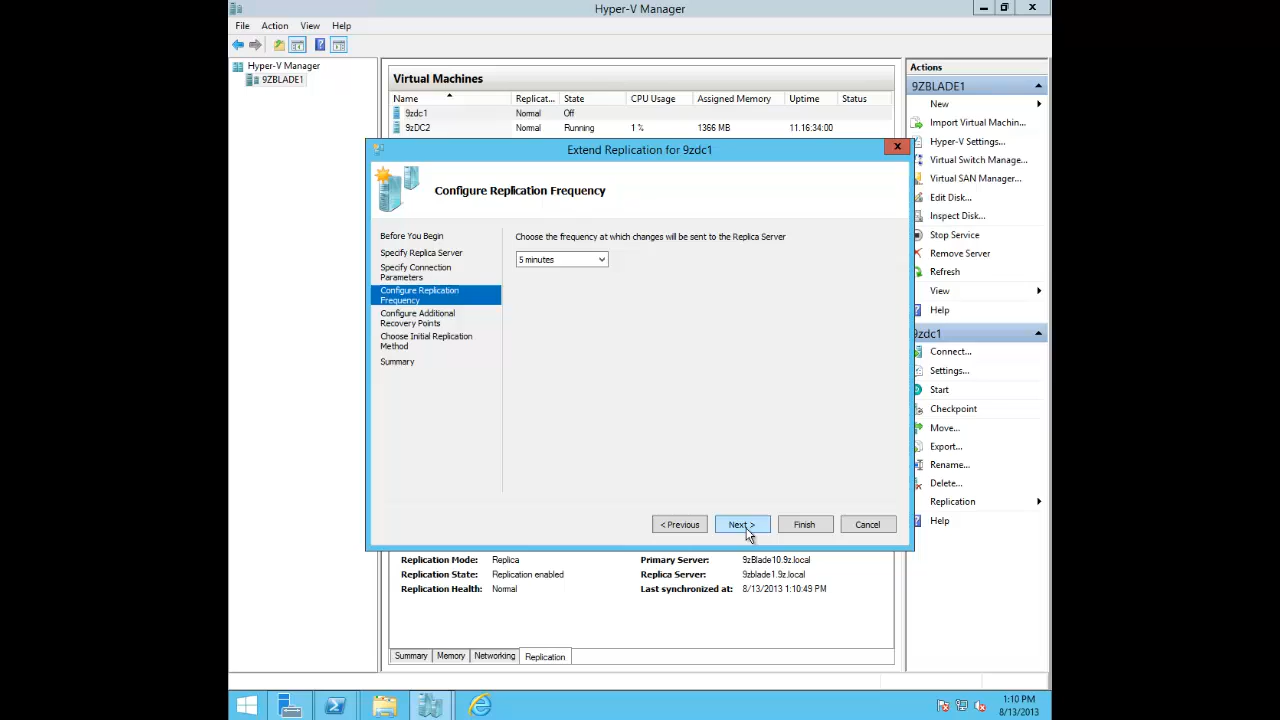 Hyper-V Manager
File Action View Help
Hyper-V Manager
9ZBLADE1
Virtual Machines
Name Replicat... State CPU Usage Assigned Memory Uptime Status
9zdc1 Normal Off
9zDC2 Normal Running 1 % 1366 MB 11.16:34:00
Extend Replication for 9zdc1
Configure Replication Frequency
Before You Begin
Specify Replica Server
Specify Connection
Parameters
Configure Replication
Frequency
Configure Additional
Recovery Points
Choose Initial Replication
Method
Summary
Choose the frequency at which changes will be sent to the Replica Server
5 minutes
< Previous Next > Finish Cancel
Replication Mode: Replica Primary Server: 9zBlade10.9z.local
Replication State: Replication enabled Replica Server: 9zblade1.9z.local
Replication Health: Normal Last synchronized at: 8/13/2013 1:10:49 PM
Summary Memory Networking Replication
Actions
9ZBLADE1
New
Import Virtual Machin...
Hyper-V Settings...
Virtual Switch Manage...
Virtual SAN Manager...
Edit Disk...
Inspect Disk...
Stop Service
Remove Server
Refresh
View
Help
9zdc1
Connect...
Settings...
Start
Checkpoint
Move...
Export...
Rename...
Delete...
Replication
Help
1:10 PM
8/13/2013